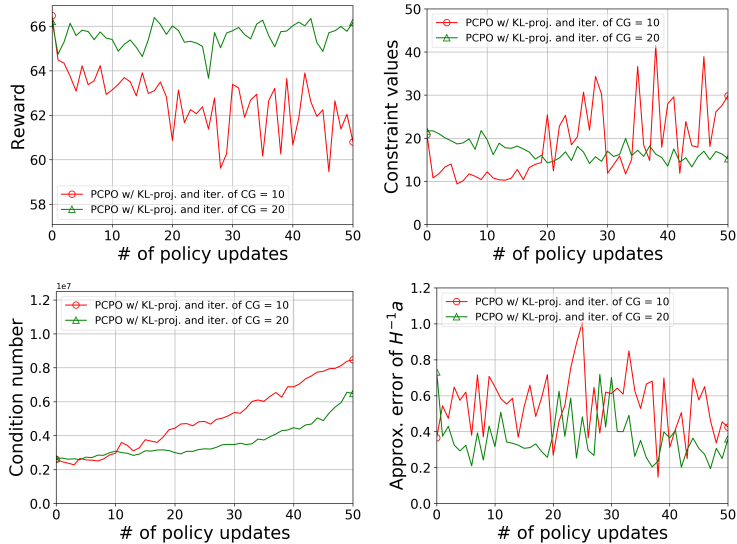 Reward
66
64
62
60
58
PCPO w/ KL-proj. and iter. of CG = 10
PCPO w/ KL-proj. and iter. of CG = 20
0 10 20 30 40 50
# of policy updates
Constraint values
50
40
30
20
10
0
PCPO w/ KL-proj. and iter. of CG = 10
PCPO w/ KL-proj. and iter. of CG = 20
0 10 20 30 40 50
# of policy updates
Condition number
1e7
1.2
1.0
0.8
0.6
0.4
0.2
0.0
PCPO w/ KL-proj. and iter. of CG = 10
PCPO w/ KL-proj. and iter. of CG = 20
0 10 20 30 40 50
# of policy updates
Approx. error of H⁻¹a
1.2
1.0
0.8
0.6
0.4
0.2
0.0
PCPO w/ KL-proj. and iter. of CG = 10
PCPO w/ KL-proj. and iter. of CG = 20
0 10 20 30 40 50
# of policy updates